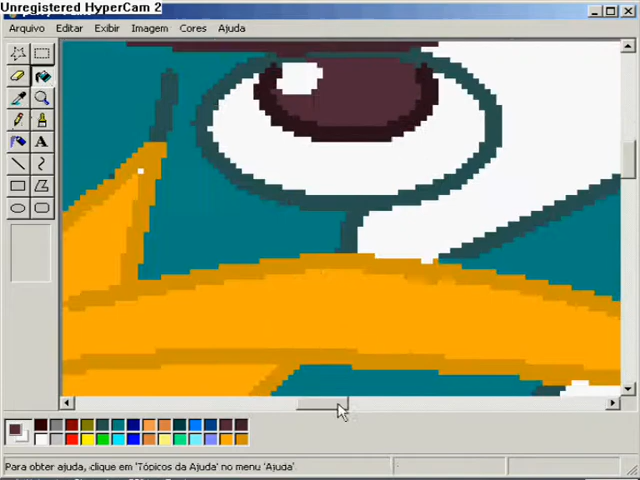 Unregistered HyperCam 2
Arquivo Editar Exibir Imagem Cores Ajuda
A
Para obter ajuda, clique em 'Tópicos da Ajuda' no menu 'Ajuda'.